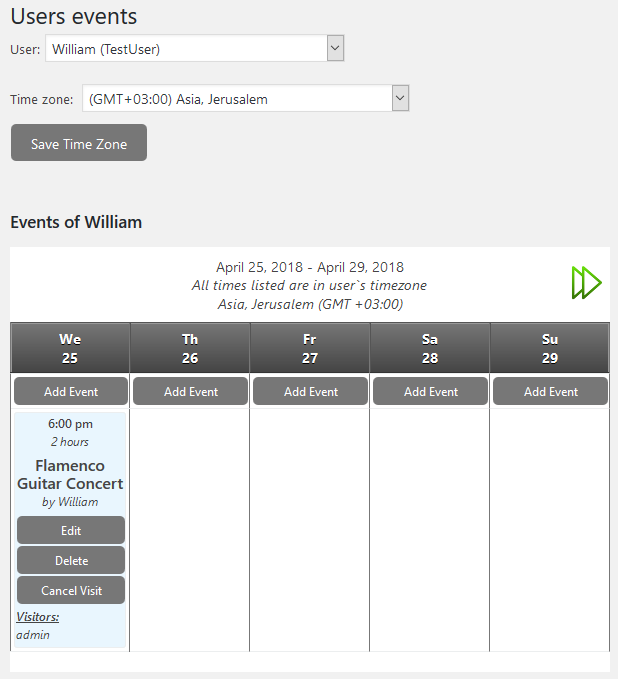 Users events
User: William (TestUser)
Time zone: (GMT+03:00) Asia, Jerusalem
Save Time Zone
Events of William
April 25, 2018 - April 29, 2018
All times listed are in user`s timezone
Asia, Jerusalem (GMT +03:00)
We Th Fr Sa Su
25 26 27 28 29
Add Event Add Event Add Event Add Event Add Event
6:00 pm
2 hours
Flamenco
Guitar Concert
by William
Edit
Delete
Cancel Visit
Visitors:
admin